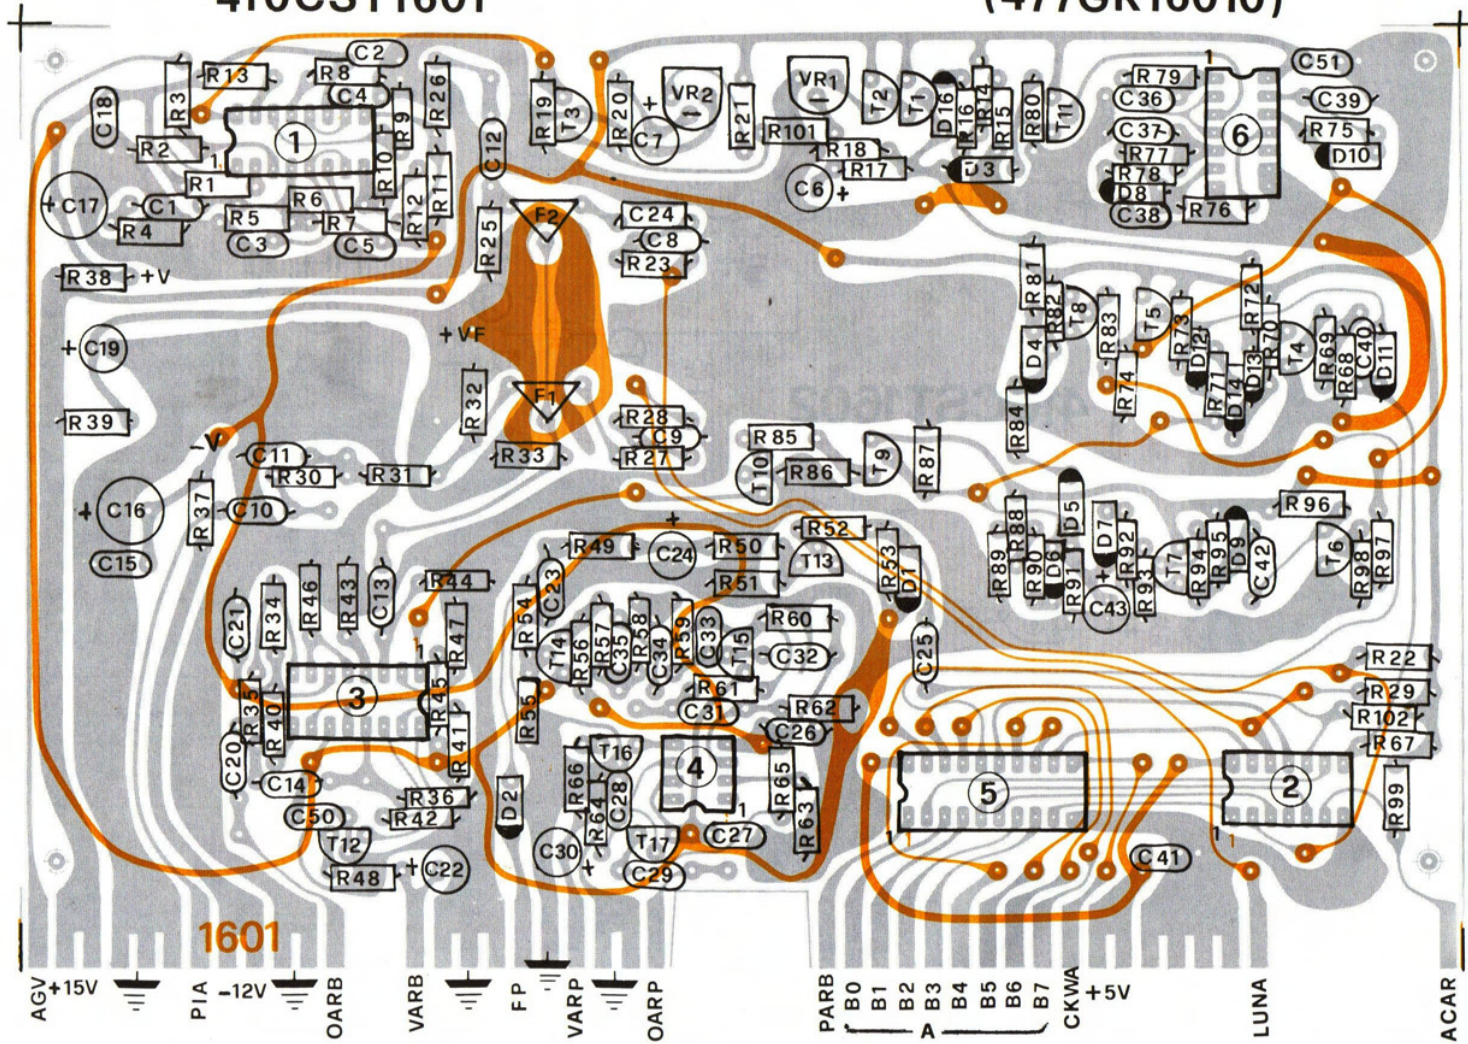 410CST1601 (477GR16010)
C2 C51
R13 R8 R79
R3 C4 R26 R19 R20 VR2 VR1 T2 T1 D16 R14 C36 C39
C18 R9 T3 + C7 R21 R16 R15 R80 T11
R101 C37 R75
R2 1 R10 C12 R18 R77 6 D10
1 R17 D3 R78
R1 C6 + D8
+ C17 C1 R6 R12 R11 C24 C38 R76
R4 R5 R7 F2
C3 C5 R25 C8
R23
R38 +V R81 R72
R82 T8 R83 T5 R73 R70 T4 R69 C40
+ C19 +VF D4 D12 D13 R68 D11
R32 F1 R74 R71 D14
R39 R28 R84
-V C9 R85
C11 R33 R27 T9 R87
R30 R31 T10 R86
+ C16 R37 C10 D5 R96
+ R52 R88 D7
R49 C24 R50 R53 R92 R95 D9
C15 T13 R89 R90 D6 T7 R94 C42 T6 R98 R97
C23 R51 D1 R91 + R93
R46 R43 C13 R44 C43
C21 R34 R54 R60
R47 T14 R56 R57 C35 R58 C34 R59 C33 T15 C32 C25 R22
1
R35 3 R45 R55 R61 R29
R40 C31 R62 R102
R41 C26 R67
C20 T16 4 R65
C14 R66 5 2 R99
R36 D2 R64 C28 1 R63
C50 R42 C27 1 1 1 1
T12 C30 T17 C41
R48 + C22 + C29
1601
AGV +15V PIA -12V OARB VARB FP VARP OARP PARB B0 B1 B2 B3 B4 B5 B6 B7 CKWA +5V LUNA ACAR
A